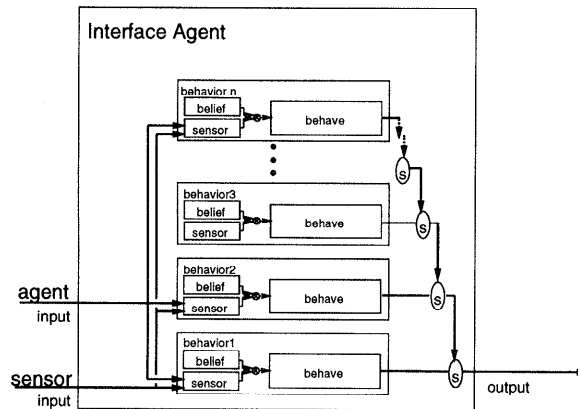 Interface Agent
behavior n
belief
sensor
behave
S
behavior3
belief
sensor
behave
S
behavior2
belief
sensor
behave
S
behavior1
belief
sensor
behave
S
agent
input
sensor
input
output